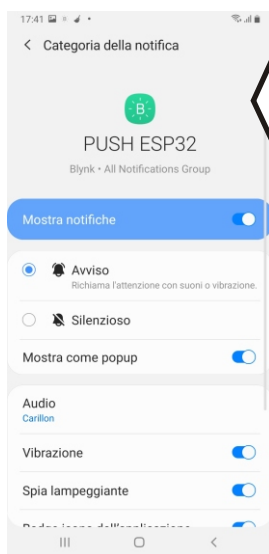 17:41
Categoria della notifica
B
PUSH ESP32
Blynk • All Notifications Group
Mostra notifiche
Avviso
Richiama l'attenzione con suoni o vibrazione.
Silenzioso
Mostra come popup
Audio
Carillon
Vibrazione
Spia lampeggiante